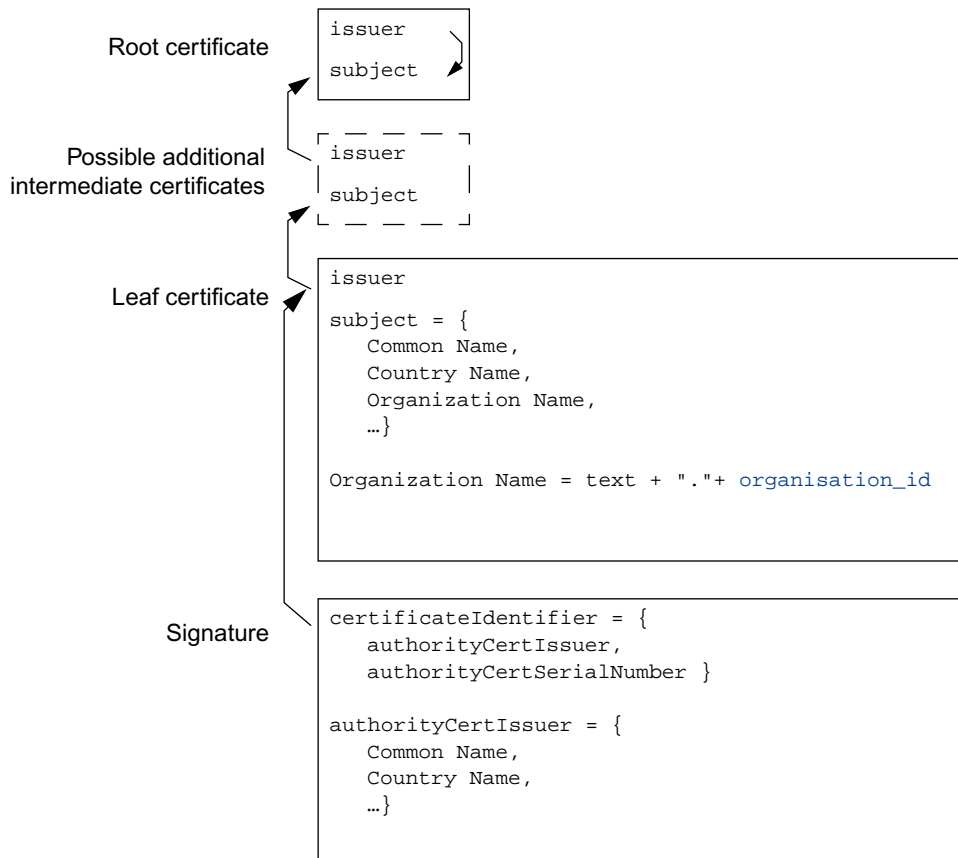 Root certificate
issuer
subject
Possible additional
intermediate certificates
issuer
subject
Leaf certificate
issuer
subject = {
Common Name,
Country Name,
Organization Name,
…}
Organization Name = text + "."+ organisation_id
Signature
certificateIdentifier = {
authorityCertIssuer,
authorityCertSerialNumber }
authorityCertIssuer = {
Common Name,
Country Name,
…}